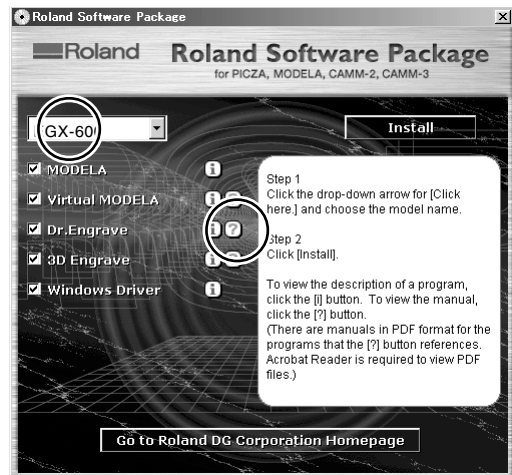 Roland Software Package
Roland
Roland Software Package
for PICZA, MODELA, CAMM-2, CAMM-3
GX-60
Install
MODELA
Virtual MODELA
Dr.Engrave
3D Engrave
Windows Driver
Step 1
Click the drop-down arrow for [Click
here.] and choose the model name.
Step 2
Click [Install].
To view the description of a program,
click the [i] button. To view the manual,
click the [?] button.
(There are manuals in PDF format for the
programs that the [?] button references.
Acrobat Reader is required to view PDF
files.)
Go to Roland DG Corporation Homepage